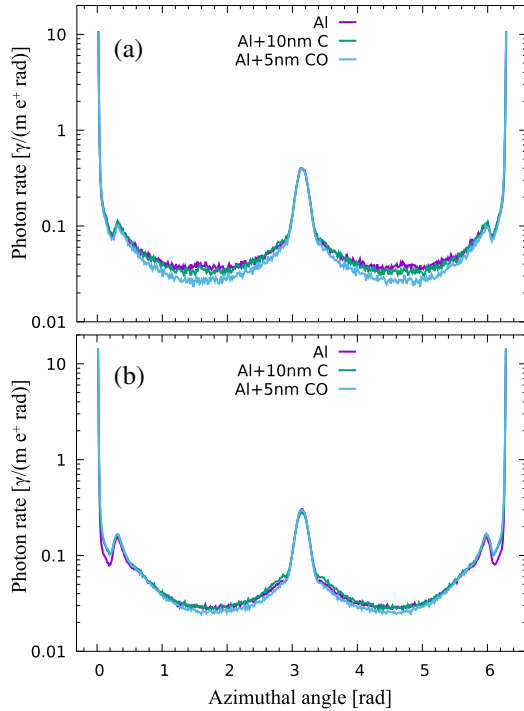 (a)
Al
Al+10nm C
Al+5nm CO
10
1
0.1
0.01
Photon rate [γ/(m e⁺ rad)]
(b)
Al
Al+10nm C
Al+5nm CO
10
1
0.1
0.01
Photon rate [γ/(m e⁺ rad)]
0 1 2 3 4 5 6
Azimuthal angle [rad]